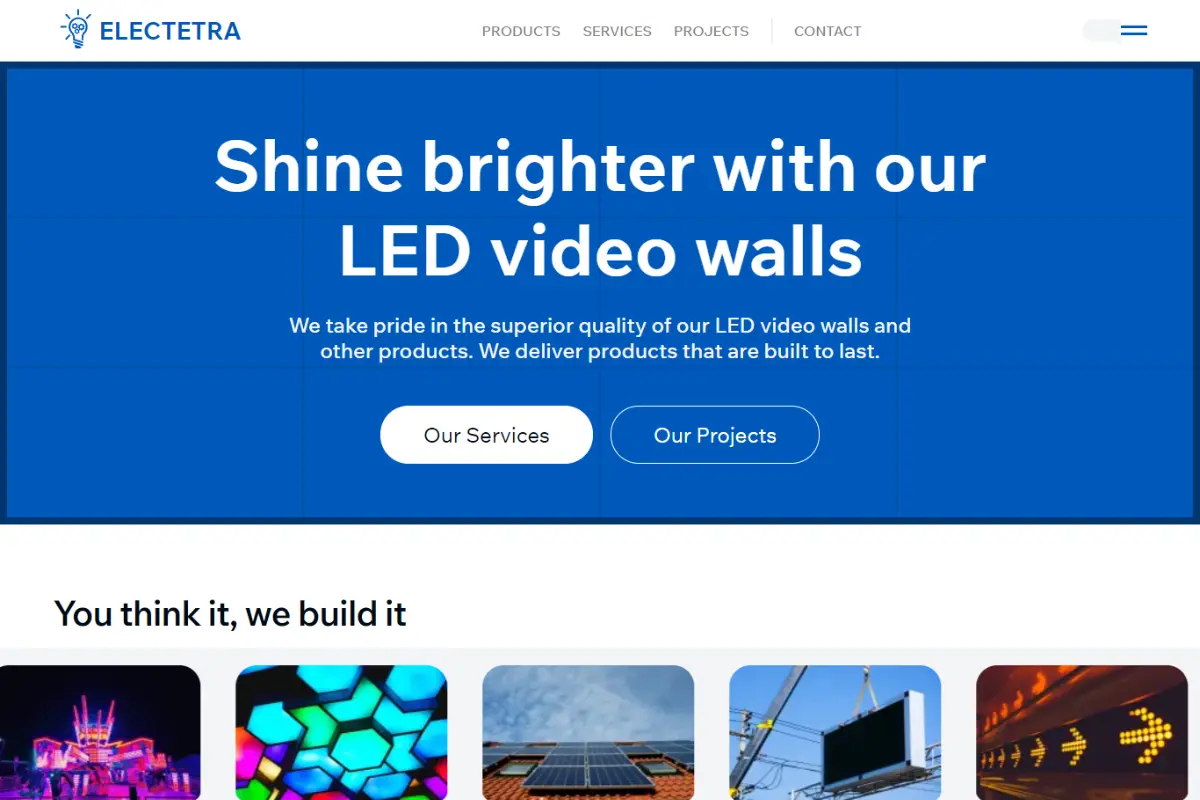 ELECTETRA
PRODUCTS SERVICES PROJECTS CONTACT
Shine brighter with our
LED video walls
We take pride in the superior quality of our LED video walls and
other products. We deliver products that are built to last.
Our Services Our Projects
You think it, we build it